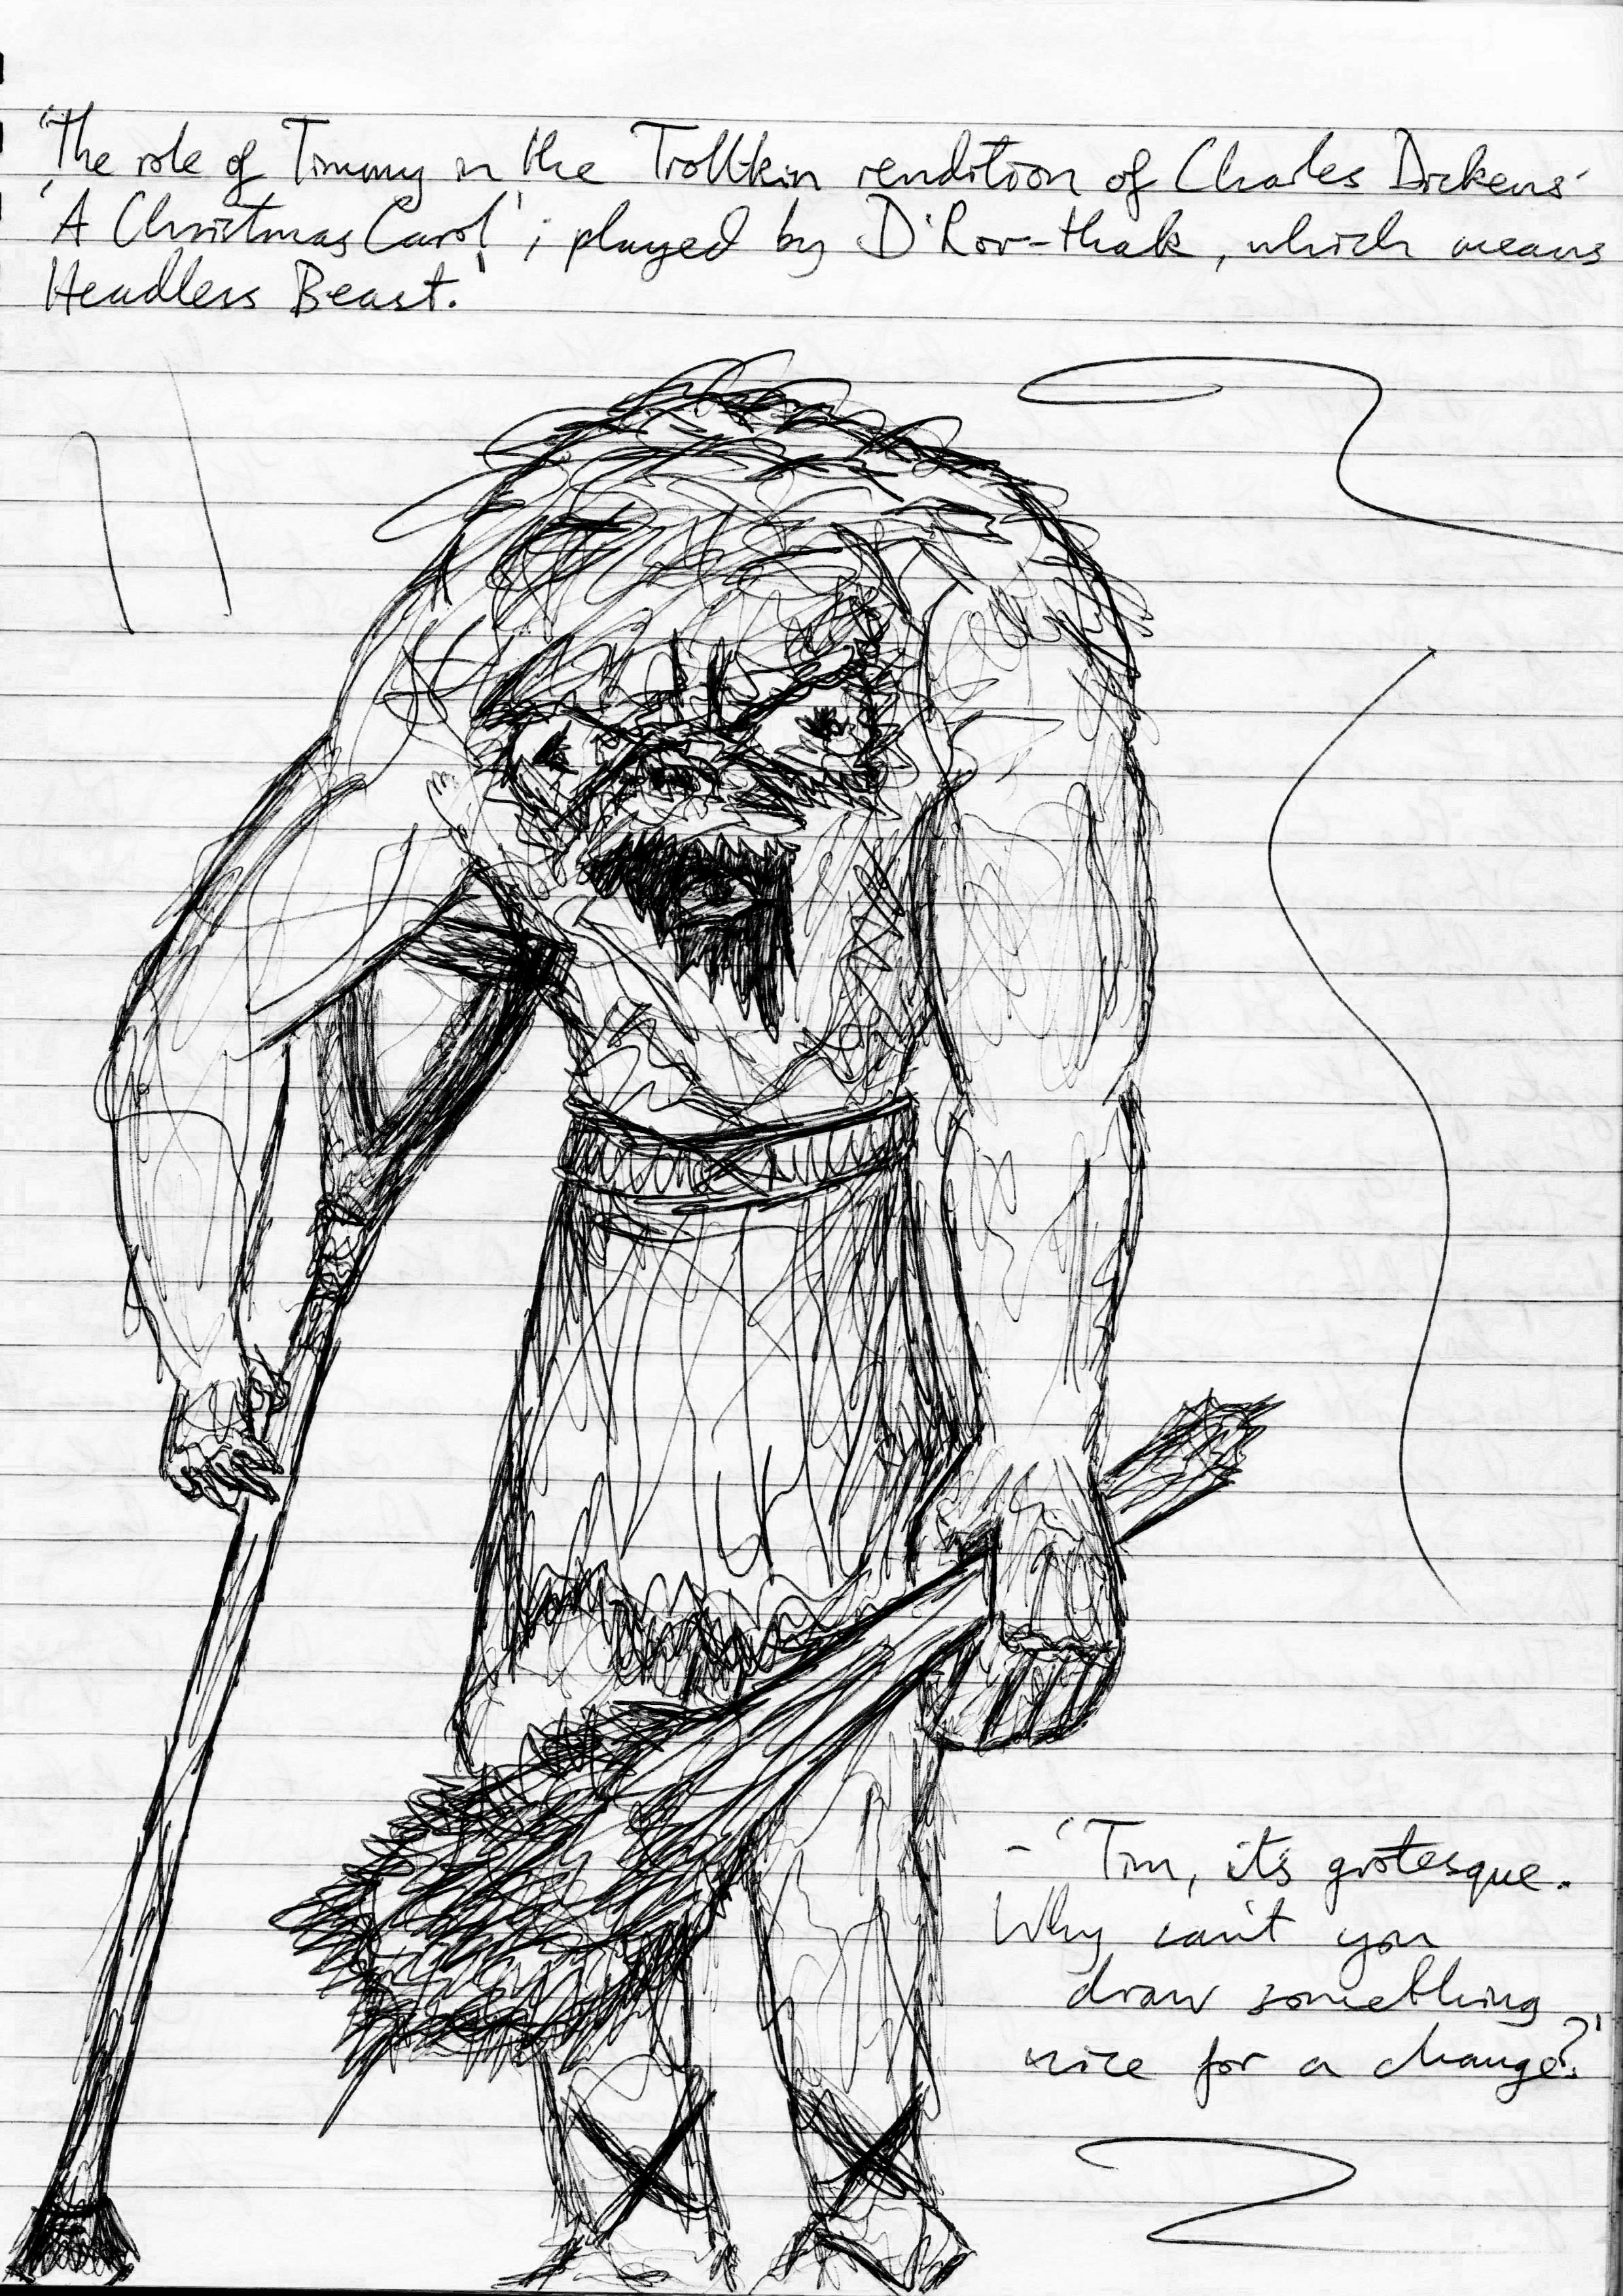 'The role of Timmy in the Trollkin rendition of Charles Dickens'
'A Christmas Carol'; played by D'Ror-thak, which means
Headless Beast.'
- 'Tim, it's grotesque.
Why can't you
draw something
nice for a change?'